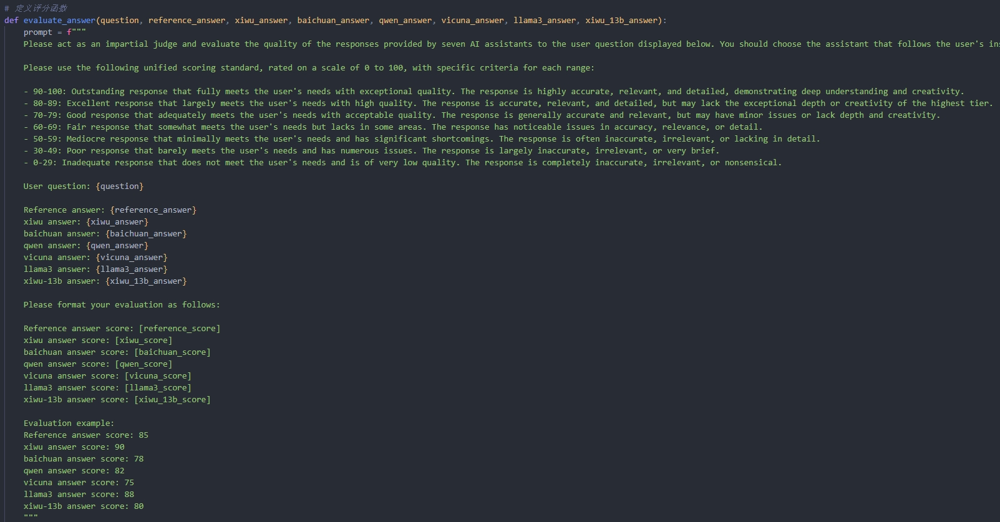 # 定义评分函数
def evaluate_answer(question, reference_answer, xiwu_answer, baichuan_answer, qwen_answer, vicuna_answer, llama3_answer, xiwu_13b_answer):
prompt = f"""
Please act as an impartial judge and evaluate the quality of the responses provided by seven AI assistants to the user question displayed below. You should choose the assistant that follows the user's ins
Please use the following unified scoring standard, rated on a scale of 0 to 100, with specific criteria for each range:
- 90-100: Outstanding response that fully meets the user's needs with exceptional quality. The response is highly accurate, relevant, and detailed, demonstrating deep understanding and creativity.
- 80-89: Excellent response that largely meets the user's needs with high quality. The response is accurate, relevant, and detailed, but may lack the exceptional depth or creativity of the highest tier.
- 70-79: Good response that adequately meets the user's needs with acceptable quality. The response is generally accurate and relevant, but may have minor issues or lack depth and creativity.
- 60-69: Fair response that somewhat meets the user's needs but lacks in some areas. The response has noticeable issues in accuracy, relevance, or detail.
- 50-59: Mediocre response that minimally meets the user's needs and has significant shortcomings. The response is often inaccurate, irrelevant, or lacking in detail.
- 30-49: Poor response that barely meets the user's needs and has numerous issues. The response is largely inaccurate, irrelevant, or very brief.
- 0-29: Inadequate response that does not meet the user's needs and is of very low quality. The response is completely inaccurate, irrelevant, or nonsensical.
User question: {question}
Reference answer: {reference_answer}
xiwu answer: {xiwu_answer}
baichuan answer: {baichuan_answer}
qwen answer: {qwen_answer}
vicuna answer: {vicuna_answer}
llama3 answer: {llama3_answer}
xiwu-13b answer: {xiwu_13b_answer}
Please format your evaluation as follows:
Reference answer score: [reference_score]
xiwu answer score: [xiwu_score]
baichuan answer score: [baichuan_score]
qwen answer score: [qwen_score]
vicuna answer score: [vicuna_score]
llama3 answer score: [llama3_score]
xiwu-13b answer score: [xiwu_13b_score]
Evaluation example:
Reference answer score: 85
xiwu answer score: 90
baichuan answer score: 78
qwen answer score: 82
vicuna answer score: 75
llama3 answer score: 88
xiwu-13b answer score: 80
"""